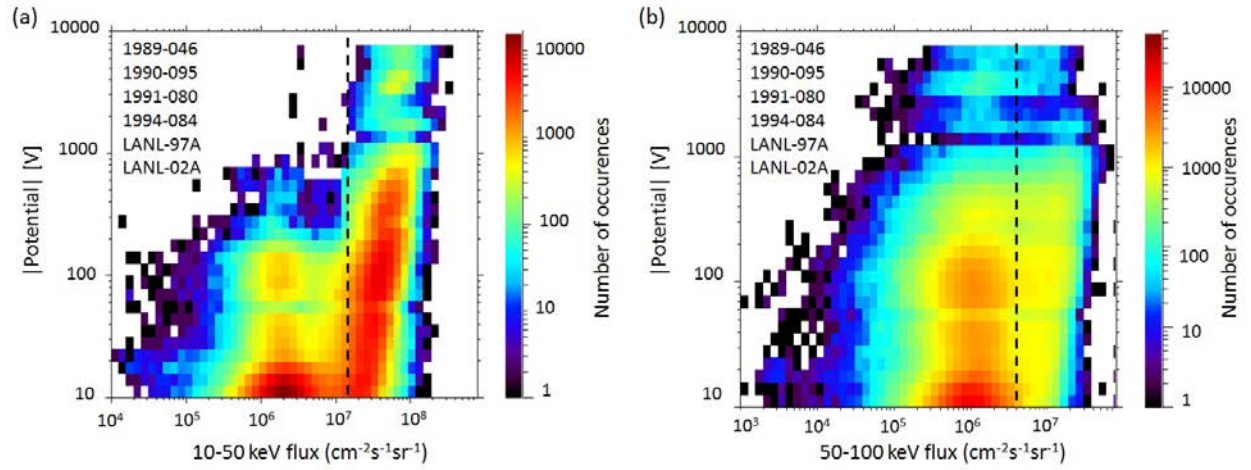 (a)
10000
1000
100
10
|Potential| [V]
1989-046
1990-095
1991-080
1994-084
LANL-97A
LANL-02A
10⁴ 10⁵ 10⁶ 10⁷ 10⁸
10-50 keV flux (cm⁻²s⁻¹sr⁻¹)
10000
1000
100
10
1
Number of occurences
(b)
10000
1000
100
10
|Potential| [V]
1989-046
1990-095
1991-080
1994-084
LANL-97A
LANL-02A
10³ 10⁴ 10⁵ 10⁶ 10⁷
50-100 keV flux (cm⁻²s⁻¹sr⁻¹)
10000
1000
100
10
1
Number of occurences